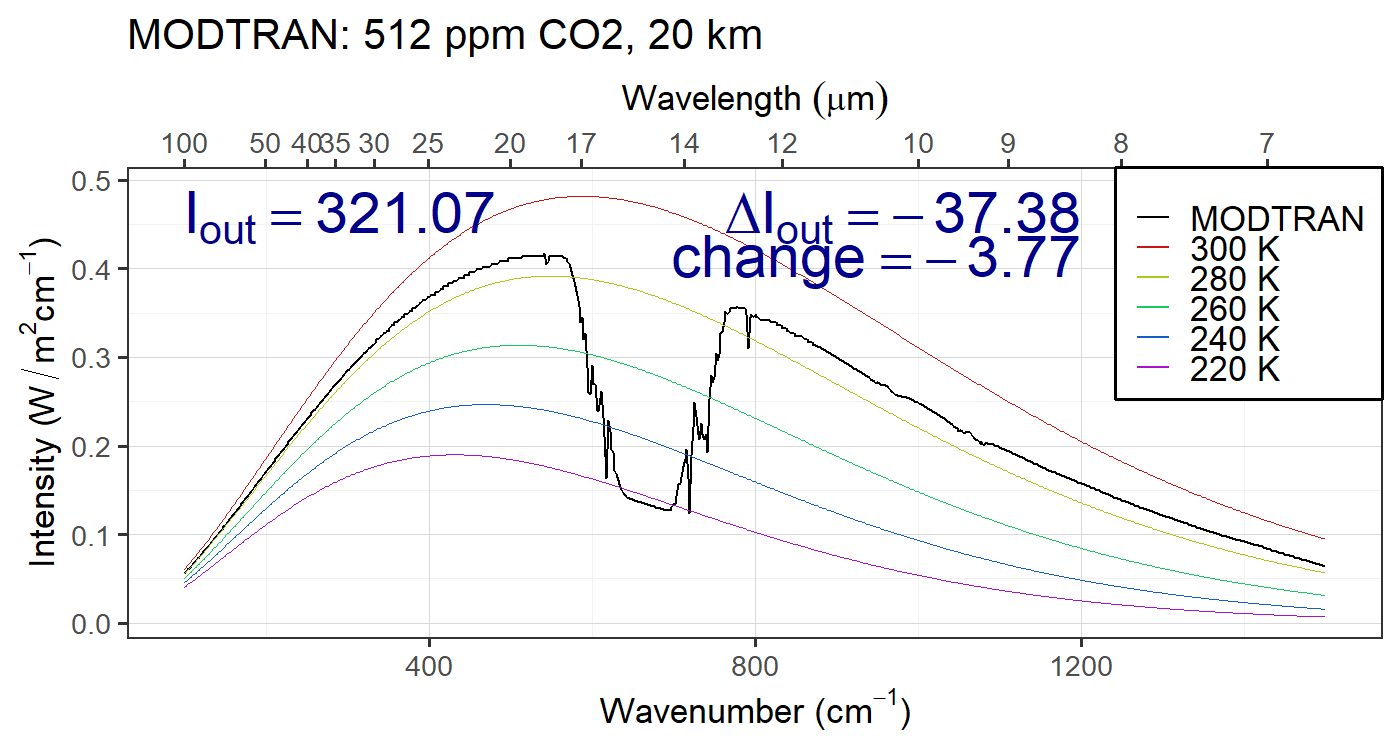 MODTRAN: 512 ppm CO2, 20 km
Wavelength (μm)
100 50 40 35 30 25 20 17 14 12 10 9 8 7
Iout = 321.07
ΔIout = − 37.38
change = − 3.77
MODTRAN
300 K
280 K
260 K
240 K
220 K
Intensity (W / m²cm⁻¹)
0.5
0.4
0.3
0.2
0.1
0.0
400 800 1200
Wavenumber (cm⁻¹)